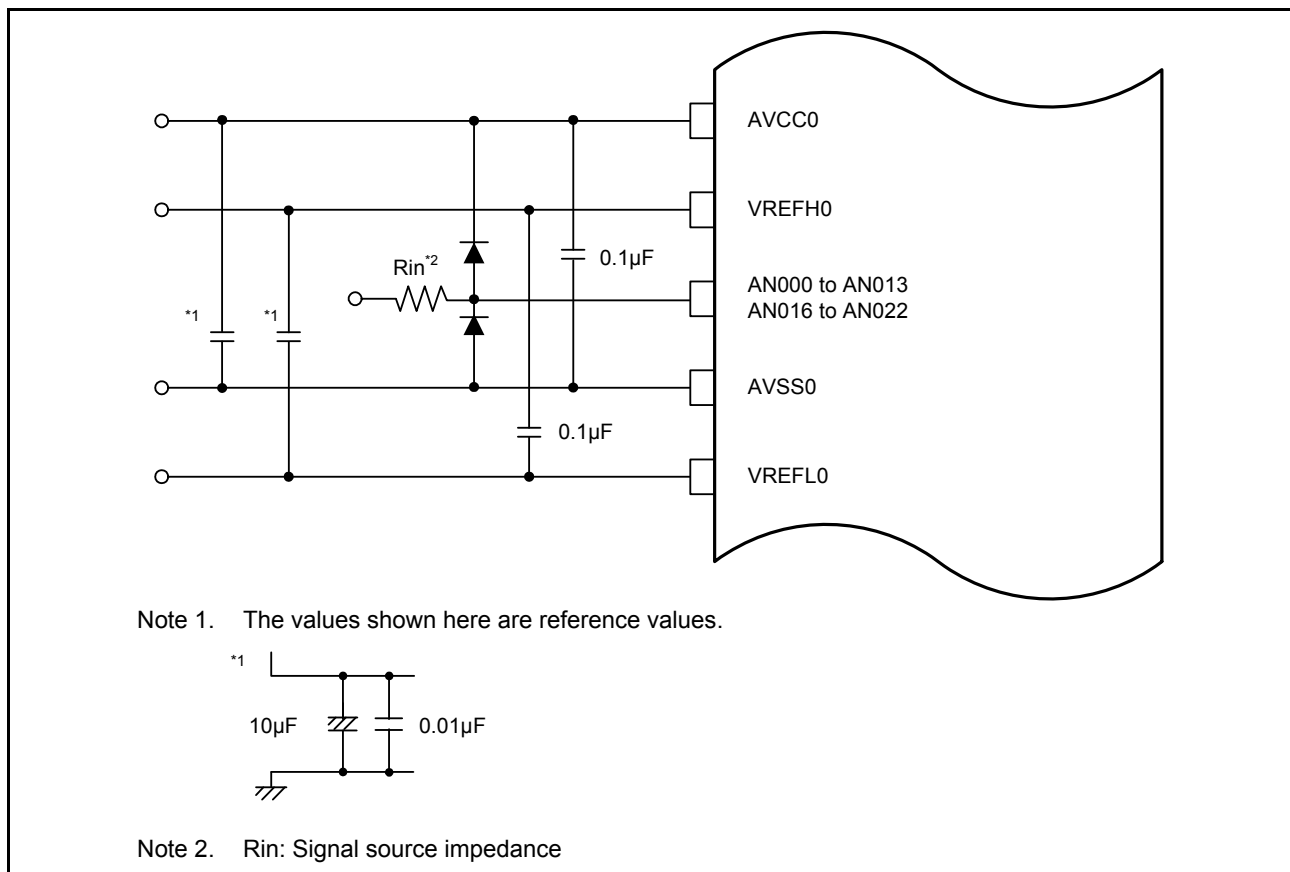 AVCC0
VREFH0
0.1µF
Rin*2
AN000 to AN013
AN016 to AN022
*1
*1
AVSS0
0.1µF
VREFL0
Note 1. The values shown here are reference values.
*1
10µF
0.01µF
Note 2. Rin: Signal source impedance